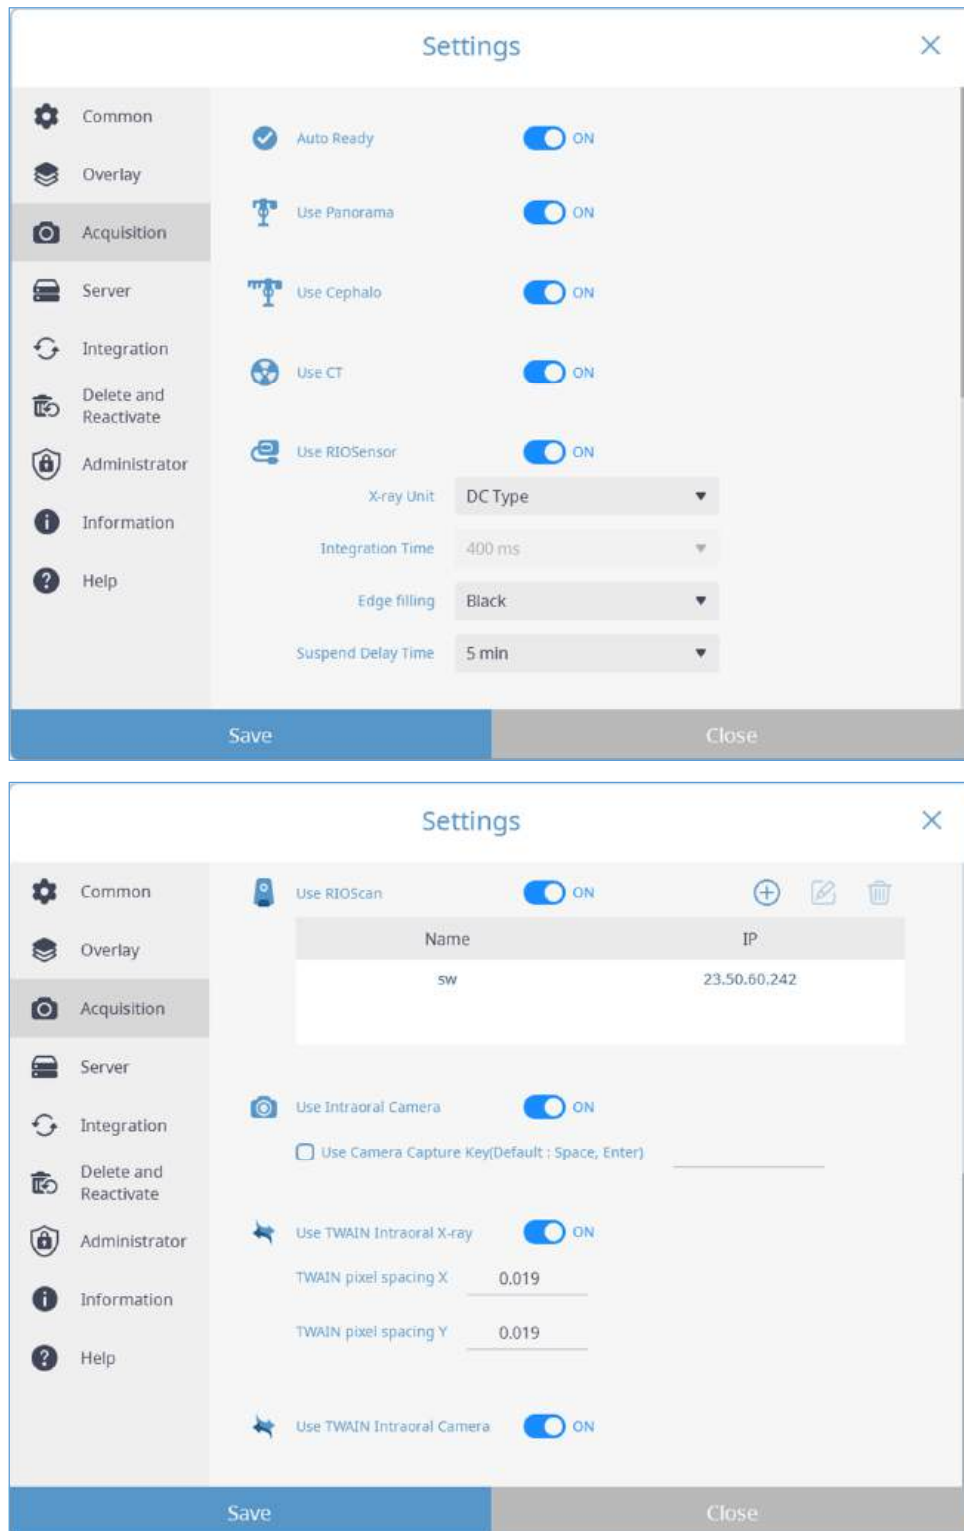 Settings
Common
Overlay
Acquisition
Server
Integration
Delete and
Reactivate
Administrator
Information
Help
Auto Ready ON
Use Panorama ON
Use Cephalo ON
Use CT ON
Use RIOSensor ON
X-ray Unit DC Type
Integration Time 400 ms
Edge filling Black
Suspend Delay Time 5 min
Save Close
Settings
Common
Overlay
Acquisition
Server
Integration
Delete and
Reactivate
Administrator
Information
Help
Use RIOScan ON
Name IP
sw 23.50.60.242
Use Intraoral Camera ON
Use Camera Capture Key(Default : Space, Enter)
Use TWAIN Intraoral X-ray ON
TWAIN pixel spacing X 0.019
TWAIN pixel spacing Y 0.019
Use TWAIN Intraoral Camera ON
Save Close